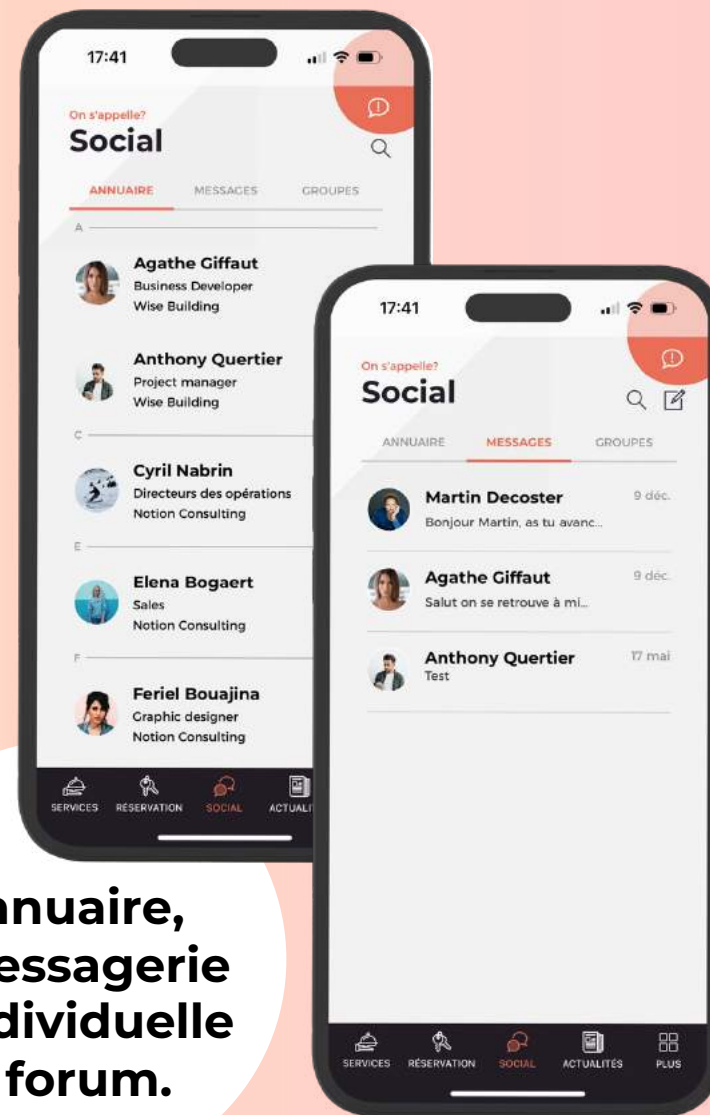 17:41
On s'appelle?
Social
ANNUAIRE MESSAGES GROUPES
A
Agathe Giffaut
Business Developer
Wise Building
Anthony Quertier
Project manager
Wise Building
C
Cyril Nabrin
Directeurs des opérations
Notion Consulting
E
Elena Bogaert
Sales
Notion Consulting
F
Feriel Bouajina
Graphic designer
Notion Consulting
SERVICES RÉSERVATION SOCIAL ACTUALI
17:41
On s'appelle?
Social
ANNUAIRE MESSAGES GROUPES
Martin Decoster 9 déc.
Bonjour Martin, as tu avanc...
Agathe Giffaut 9 déc.
Salut on se retrouve à mi...
Anthony Quertier 17 mai
Test
SERVICES RÉSERVATION SOCIAL ACTUALITÉS PLUS
nnuaire,
essagerie
dividuelle
forum.